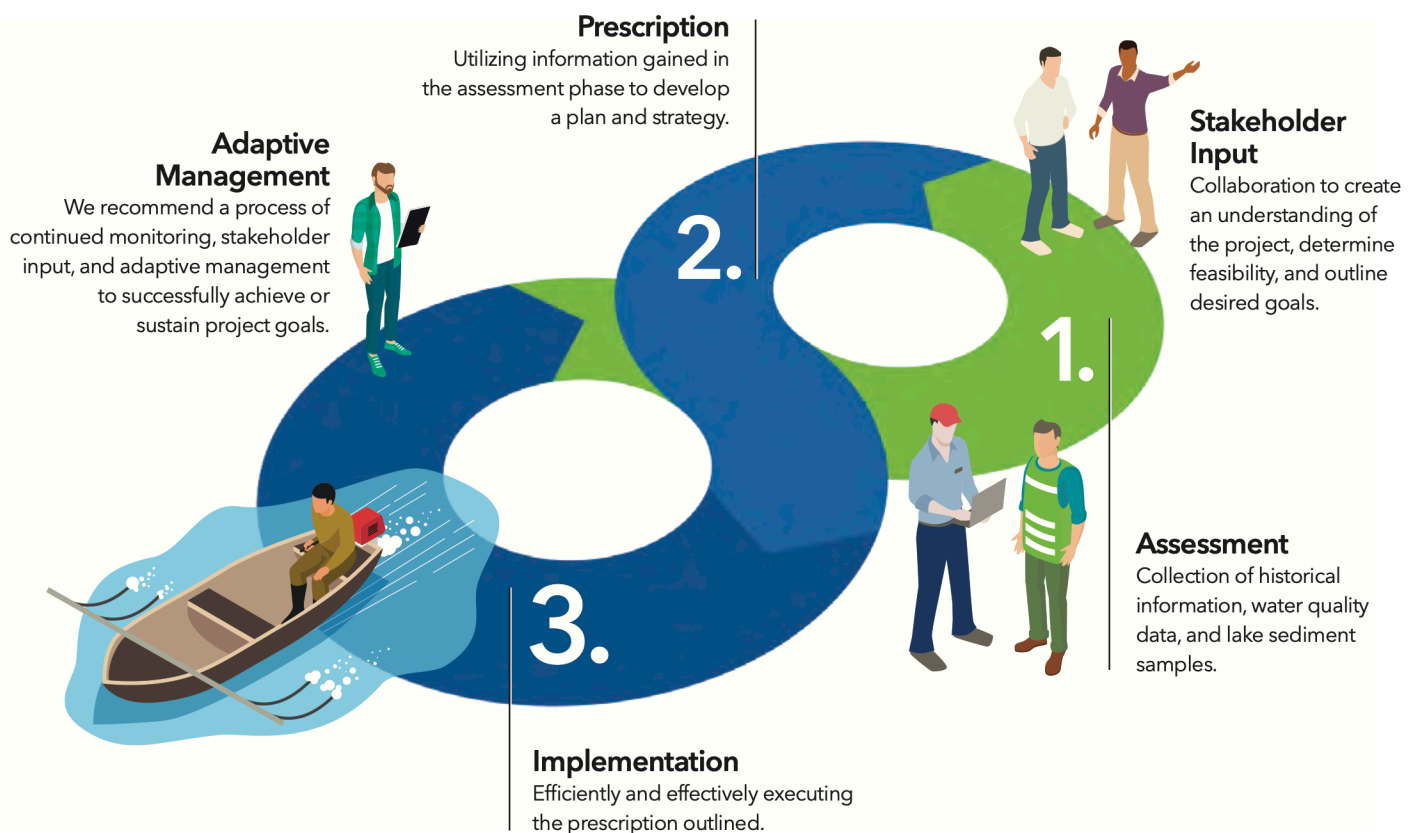 Prescription
Utilizing information gained in
the assessment phase to develop
a plan and strategy.
Stakeholder
Input
Collaboration to create
an understanding of
the project, determine
feasibility, and outline
desired goals.
Adaptive
Management
We recommend a process of
continued monitoring, stakeholder
input, and adaptive management
to successfully achieve or
sustain project goals.
2.
1.
Assessment
Collection of historical
information, water quality
data, and lake sediment
samples.
3.
Implementation
Efficiently and effectively executing
the prescription outlined.